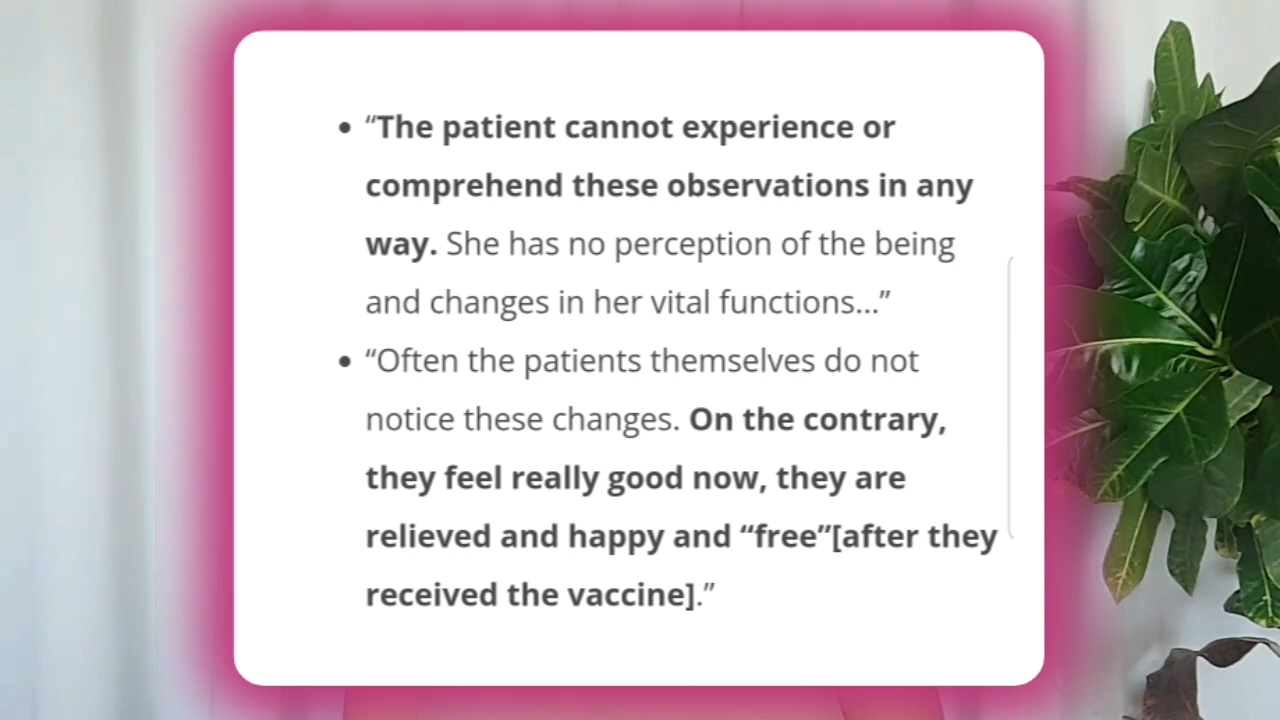 • “The patient cannot experience or
comprehend these observations in any
way. She has no perception of the being
and changes in her vital functions...”
• “Often the patients themselves do not
notice these changes. On the contrary,
they feel really good now, they are
relieved and happy and “free”[after they
received the vaccine].”